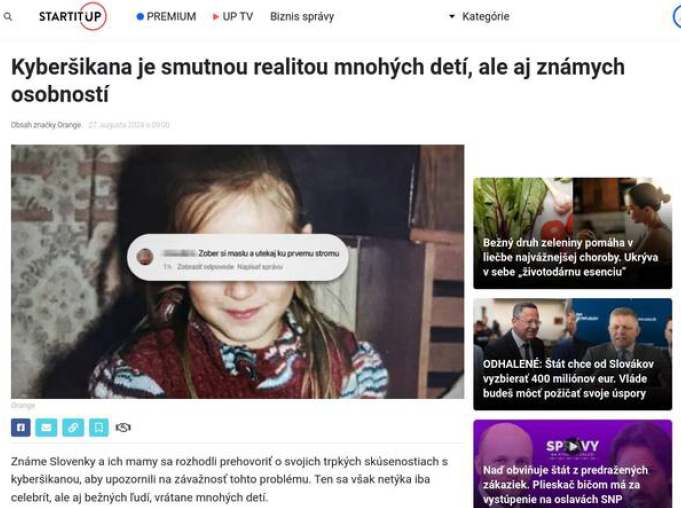 STARTITUP
PREMIUM
UP TV
Biznis správy
Kategórie
Kyberšikana je smutnou realitou mnohých detí, ale aj známych
osobností
Obsah značky Orange. 27. augusta 2024 o 09:00
Zober si maslu a utekaj ku prvemu stromu
1 h Zobraziť odpovede Napísať správu
Orange
Známe Slovenky a ich mamy sa rozhodli prehovoriť o svojich trpkých skúsenostiach s
kyberšikanou, aby upozornili na závažnosť tohto problému. Ten sa však netýka iba
celebrít, ale aj bežných ľudí, vrátane mnohých detí.
Bežný druh zeleniny pomáha v
liečbe najvážnejšej choroby. Ukrýva
v sebe „životodárnu esenciu“
ODHALENÉ: Štát chce od Slovákov
vyzbierať 400 miliónov eur. Vláde
budeš môcť požičať svoje úspory
SPRÁVY
Naď obviňuje štát z predražených
zákaziek. Plieskač bičom má za
vystúpenie na oslavách SNP